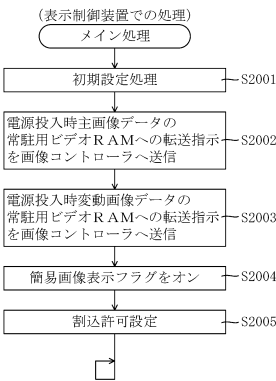 （表示制御装置での処理）
メイン処理
初期設定処理
S2001
電源投入時主画像データの
常駐用ビデオＲＡＭへの転送指示
を画像コントローラへ送信
S2002
電源投入時変動画像データの
常駐用ビデオＲＡＭへの転送指示
を画像コントローラへ送信
S2003
簡易画像表示フラグをオン
S2004
割込許可設定
S2005